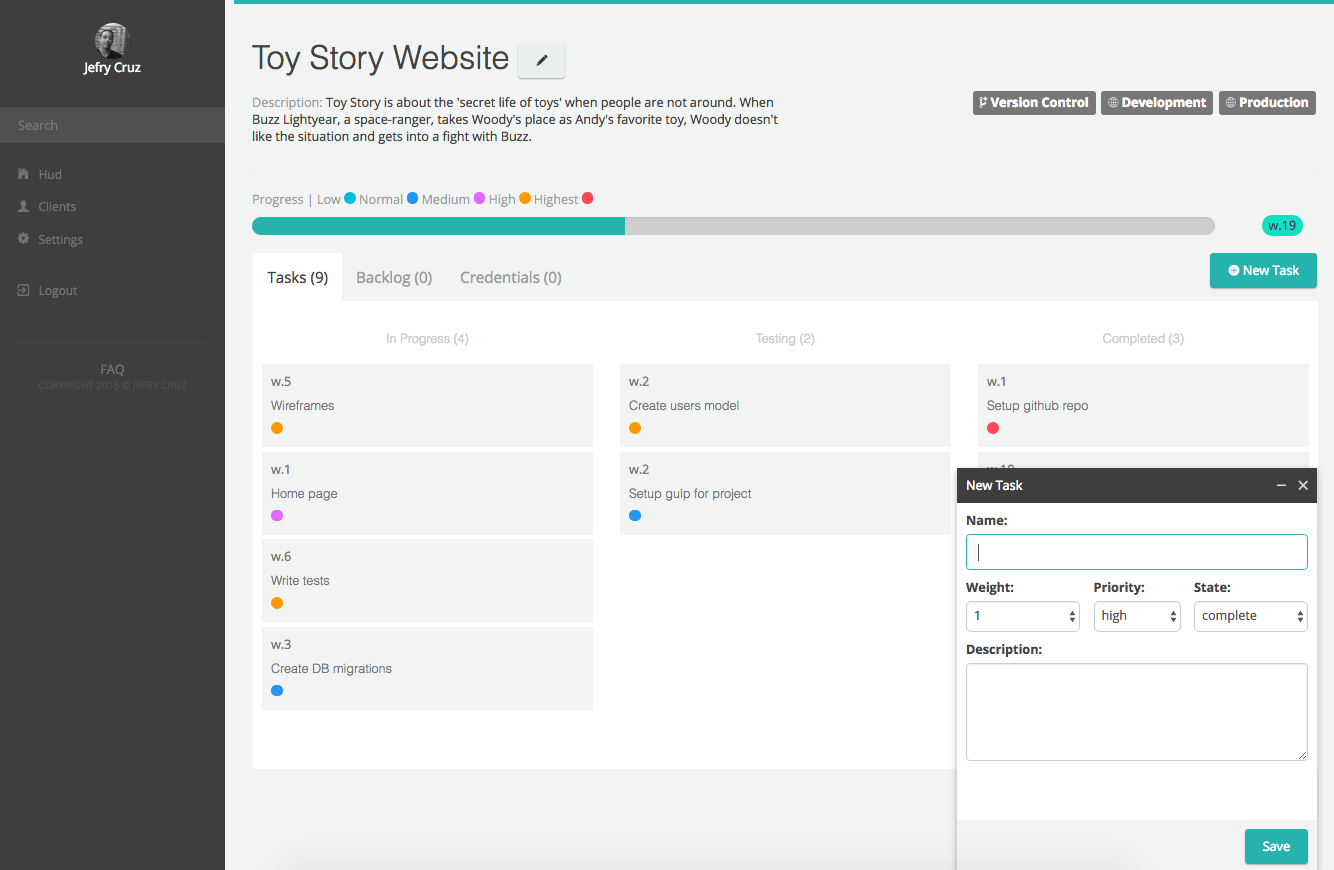 Jefry Cruz
Search
Hud
Clients
Settings
Logout
FAQ
COPYRIGHT 2015 © JEFRY CRUZ
Toy Story Website
Description: Toy Story is about the 'secret life of toys' when people are not around. When
Buzz Lightyear, a space-ranger, takes Woody's place as Andy's favorite toy, Woody doesn't
like the situation and gets into a fight with Buzz.
Version Control Development Production
Progress | Low Normal Medium High Highest
w.19
Tasks (9) Backlog (0) Credentials (0)
New Task
In Progress (4) Testing (2) Completed (3)
w.5
Wireframes
w.1
Home page
w.6
Write tests
w.3
Create DB migrations
w.2
Create users model
w.2
Setup gulp for project
w.1
Setup github repo
New Task
Name:
Weight: Priority: State:
1 high complete
Description:
Save